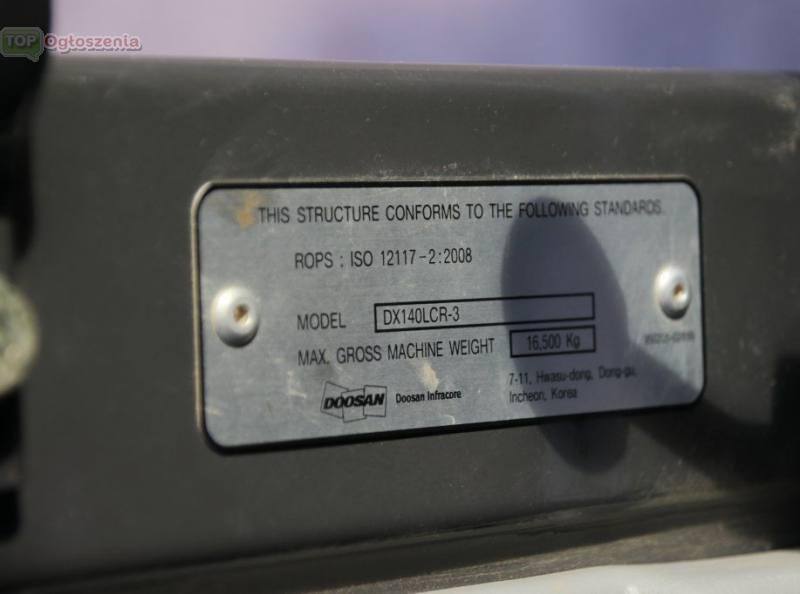 TOP Ogłoszenia
THIS STRUCTURE CONFORMS TO THE FOLLOWING STANDARDS.
ROPS : ISO 12117-2:2008
MODEL DX140LCR-3
MAX. GROSS MACHINE WEIGHT 16,500 Kg
DOOSAN Doosan Infracore
7-11, Hwasu-dong, Dong-gu,
Incheon, Korea